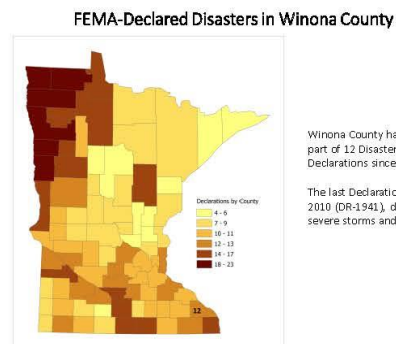 FEMA-Declared Disasters in Winona County
Winona County ha
part of 12 Disaster
Declarations since
The last Declaration
2010 (DR-1941), d
severe storms and
Declarations by County
4 - 6
7 - 9
10 - 11
12 - 13
14 - 17
18 - 23
12